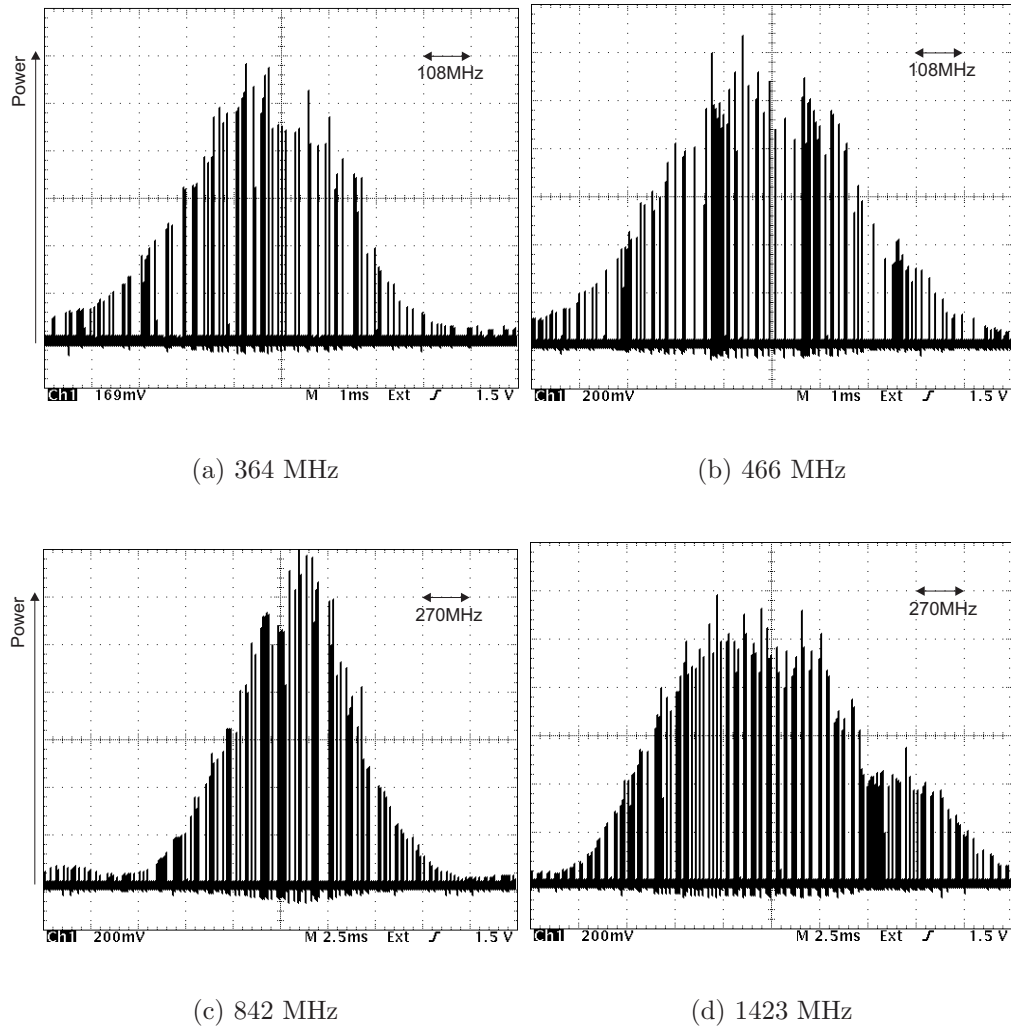 Power
108MHz
Ch1 169mV M 1ms Ext 1.5 V
(a) 364 MHz
108MHz
Ch1 200mV M 1ms Ext 1.5 V
(b) 466 MHz
Power
270MHz
Ch1 200mV M 2.5ms Ext 1.5 V
(c) 842 MHz
270MHz
Ch1 200mV M 2.5ms Ext 1.5 V
(d) 1423 MHz